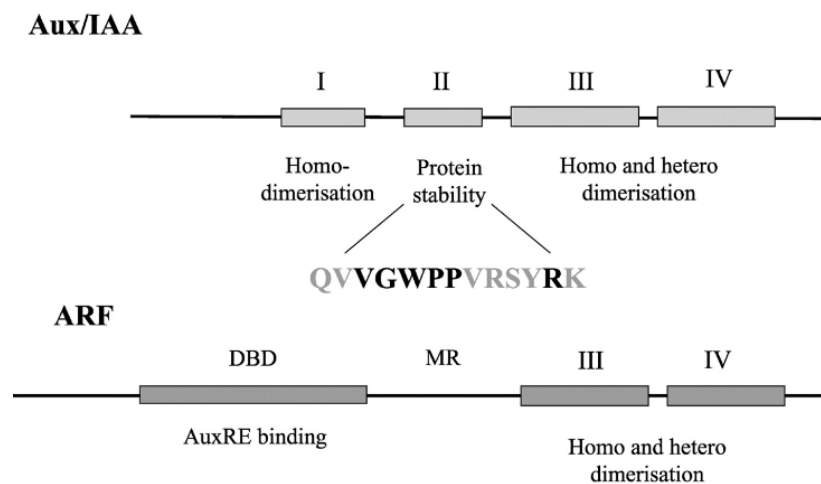 Aux/IAA
I II III IV
Homo-
dimerisation
Protein
stability
Homo and hetero
dimerisation
QVVGWPPVRSYRK
ARF
DBD MR III IV
AuxRE binding
Homo and hetero
dimerisation